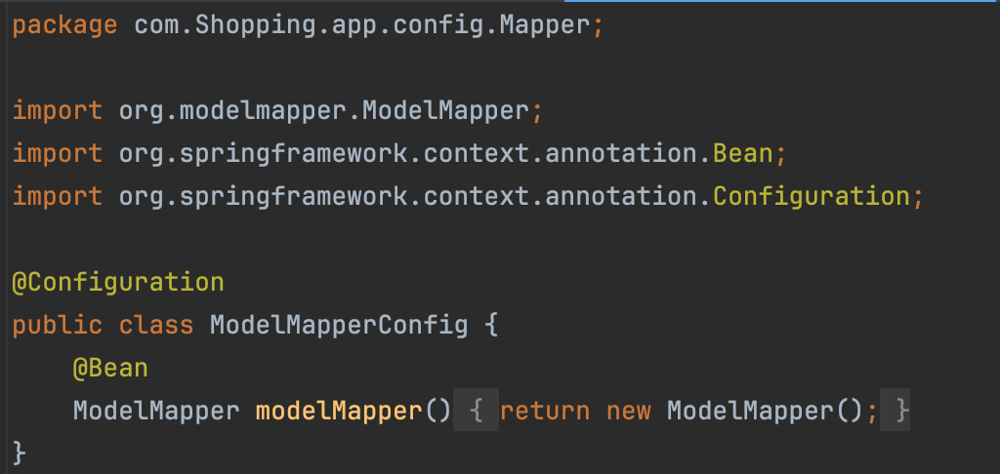 package com.Shopping.app.config.Mapper;
import org.modelmapper.ModelMapper;
import org.springframework.context.annotation.Bean;
import org.springframework.context.annotation.Configuration;
@Configuration
public class ModelMapperConfig {
@Bean
ModelMapper modelMapper() { return new ModelMapper(); }
}